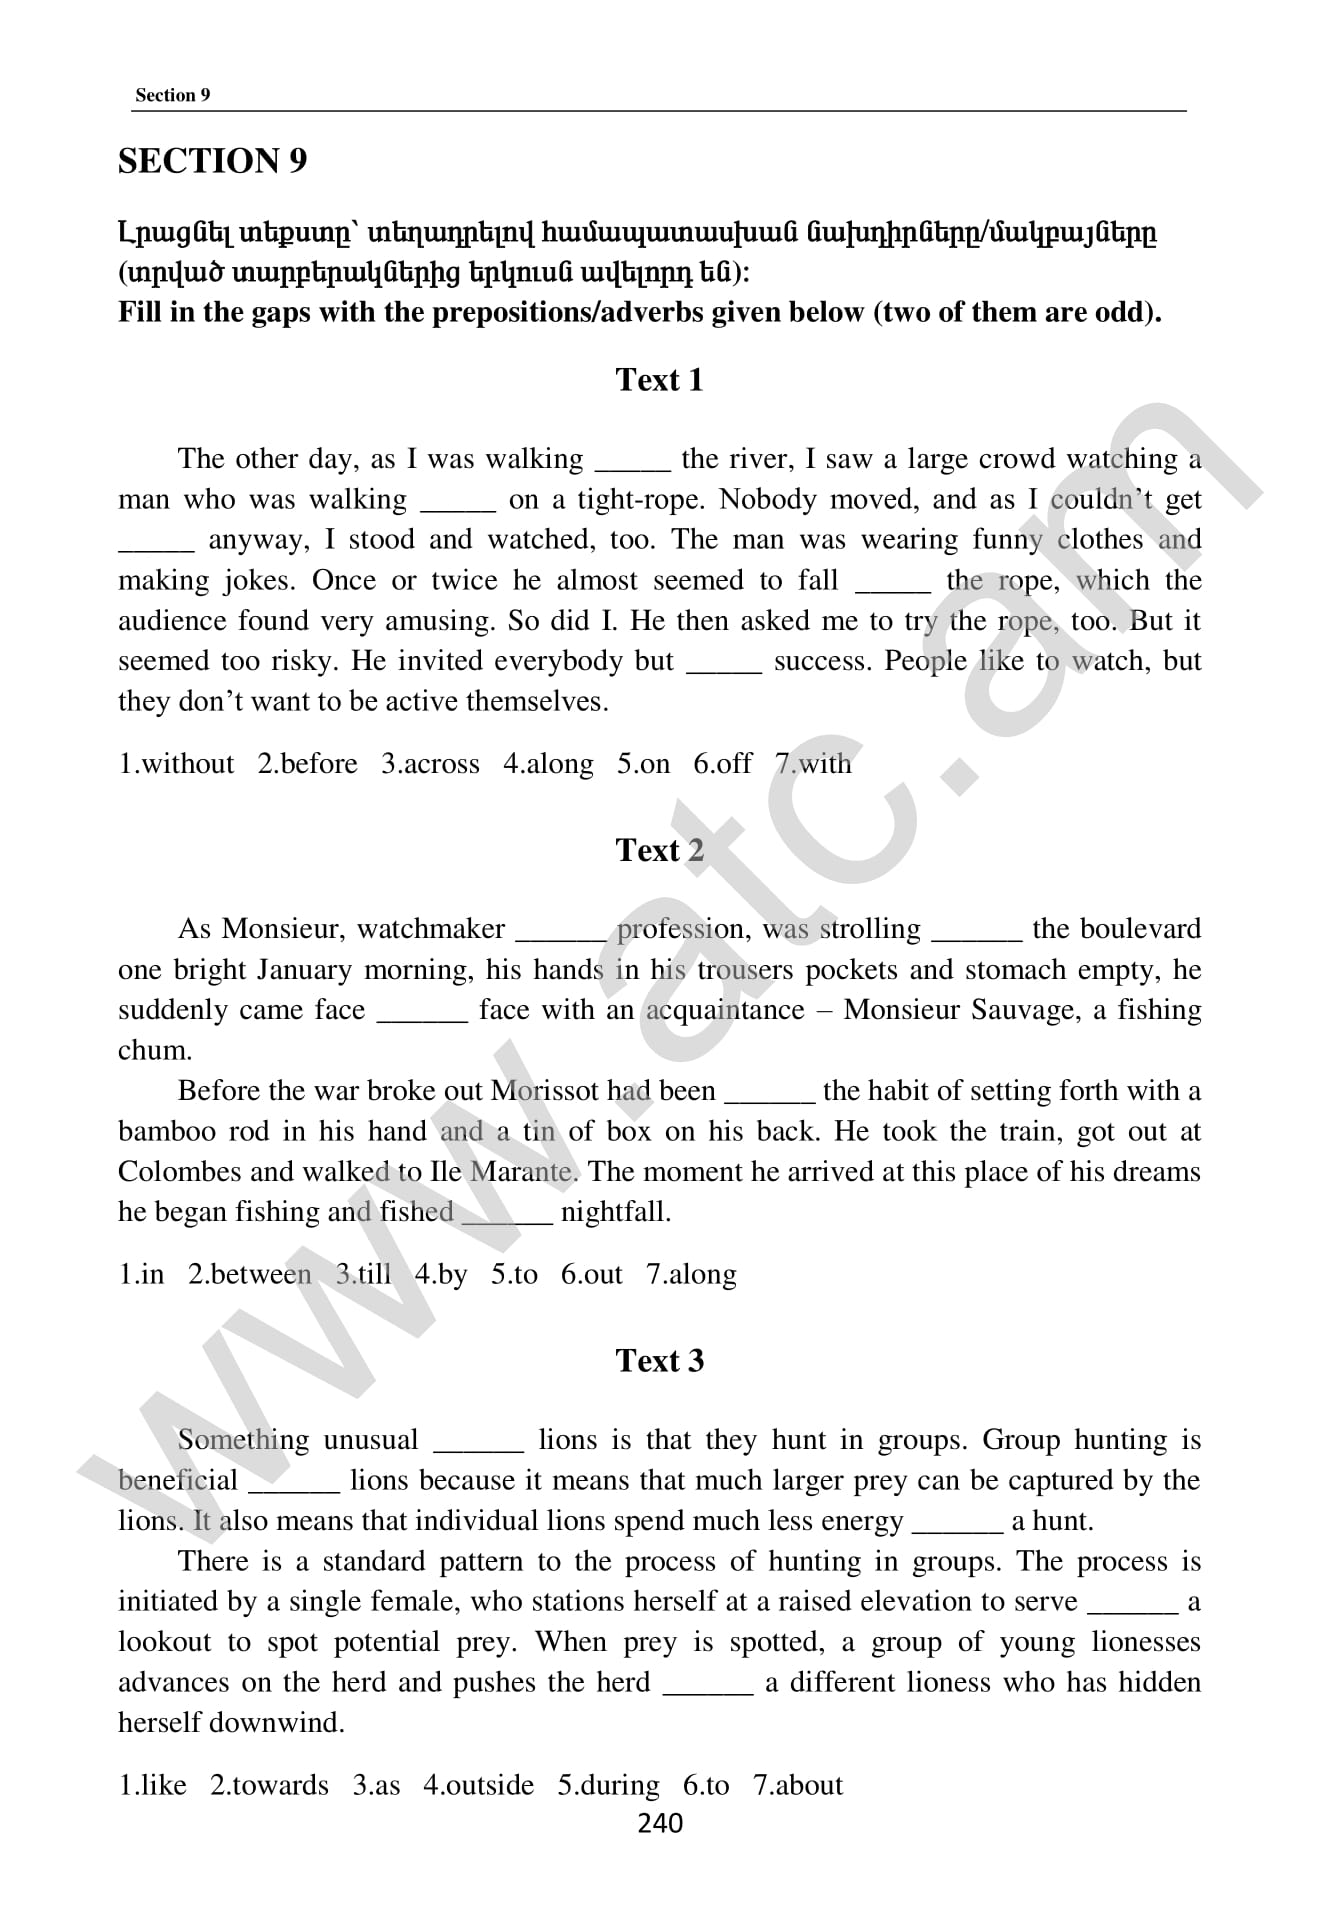 Section 9
SECTION 9
Լրացնել տեքստը՝ տեղադրելով համապատասխան նախդիրները/մակբայները
(տրված տարբերակներից երկուսն ավելորդ են):
Fill in the gaps with the prepositions/adverbs given below (two of them are odd).
Text 1
The other day, as I was walking _____ the river, I saw a large crowd watching a
man who was walking _____ on a tight-rope. Nobody moved, and as I couldn’t get
_____ anyway, I stood and watched, too. The man was wearing funny clothes and
making jokes. Once or twice he almost seemed to fall _____ the rope, which the
audience found very amusing. So did I. He then asked me to try the rope, too. But it
seemed too risky. He invited everybody but _____ success. People like to watch, but
they don’t want to be active themselves.
1.without 2.before 3.across 4.along 5.on 6.off 7.with
Text 2
As Monsieur, watchmaker ______ profession, was strolling ______ the boulevard
one bright January morning, his hands in his trousers pockets and stomach empty, he
suddenly came face ______ face with an acquaintance – Monsieur Sauvage, a fishing
chum.
Before the war broke out Morissot had been ______ the habit of setting forth with a
bamboo rod in his hand and a tin of box on his back. He took the train, got out at
Colombes and walked to Ile Marante. The moment he arrived at this place of his dreams
he began fishing and fished ______ nightfall.
1.in 2.between 3.till 4.by 5.to 6.out 7.along
Text 3
Something unusual ______ lions is that they hunt in groups. Group hunting is
beneficial ______ lions because it means that much larger prey can be captured by the
lions. It also means that individual lions spend much less energy ______ a hunt.
There is a standard pattern to the process of hunting in groups. The process is
initiated by a single female, who stations herself at a raised elevation to serve ______ a
lookout to spot potential prey. When prey is spotted, a group of young lionesses
advances on the herd and pushes the herd ______ a different lioness who has hidden
herself downwind.
1.like 2.towards 3.as 4.outside 5.during 6.to 7.about
240
www.atc.am